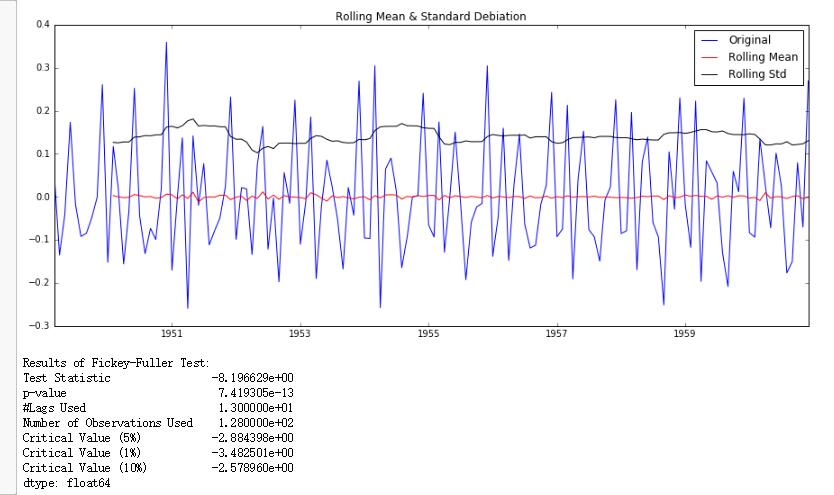 Rolling Mean & Standard Debiation
0.4
0.3
0.2
0.1
0.0
−0.1
−0.2
−0.3
Original
Rolling Mean
Rolling Std
1951 1953 1955 1957 1959
Results of Fickey-Fuller Test:
Test Statistic -8.196629e+00
p-value 7.419305e-13
#Lags Used 1.300000e+01
Number of Observations Used 1.280000e+02
Critical Value (5%) -2.884398e+00
Critical Value (1%) -3.482501e+00
Critical Value (10%) -2.578960e+00
dtype: float64